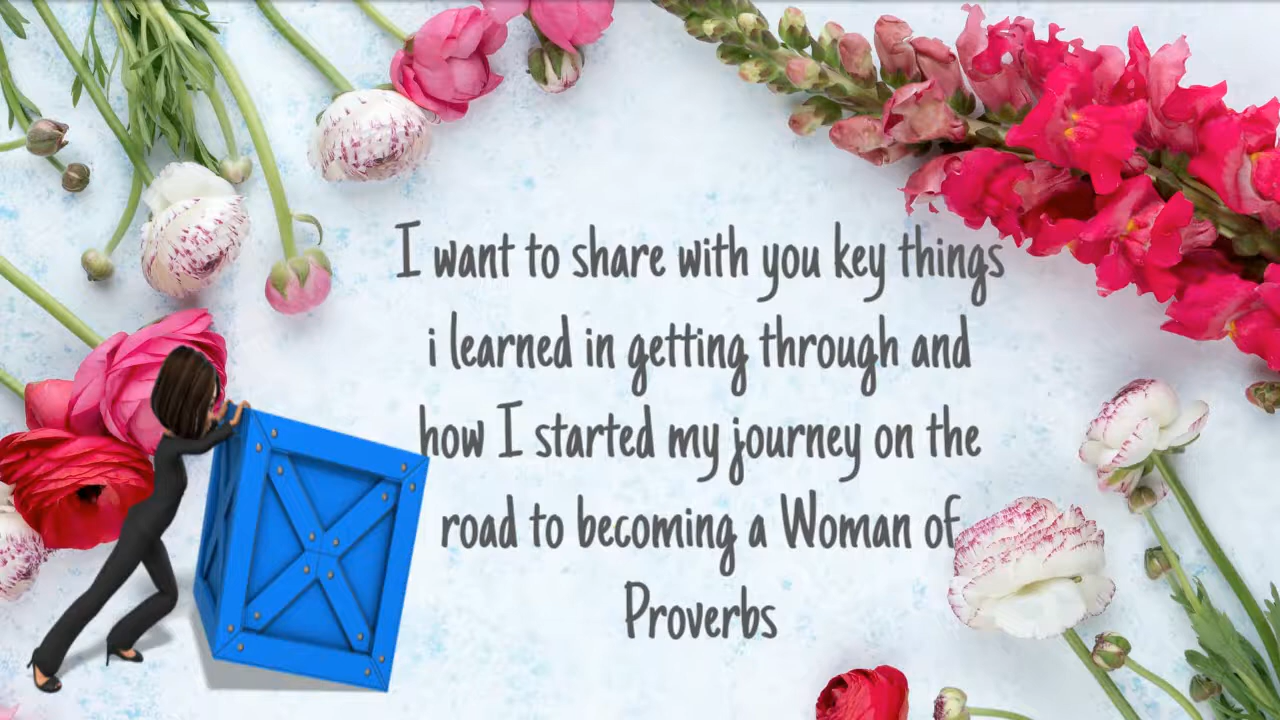 I want to share with you key things
i learned in getting through and
how I started my journey on the
road to becoming a Woman of
Proverbs